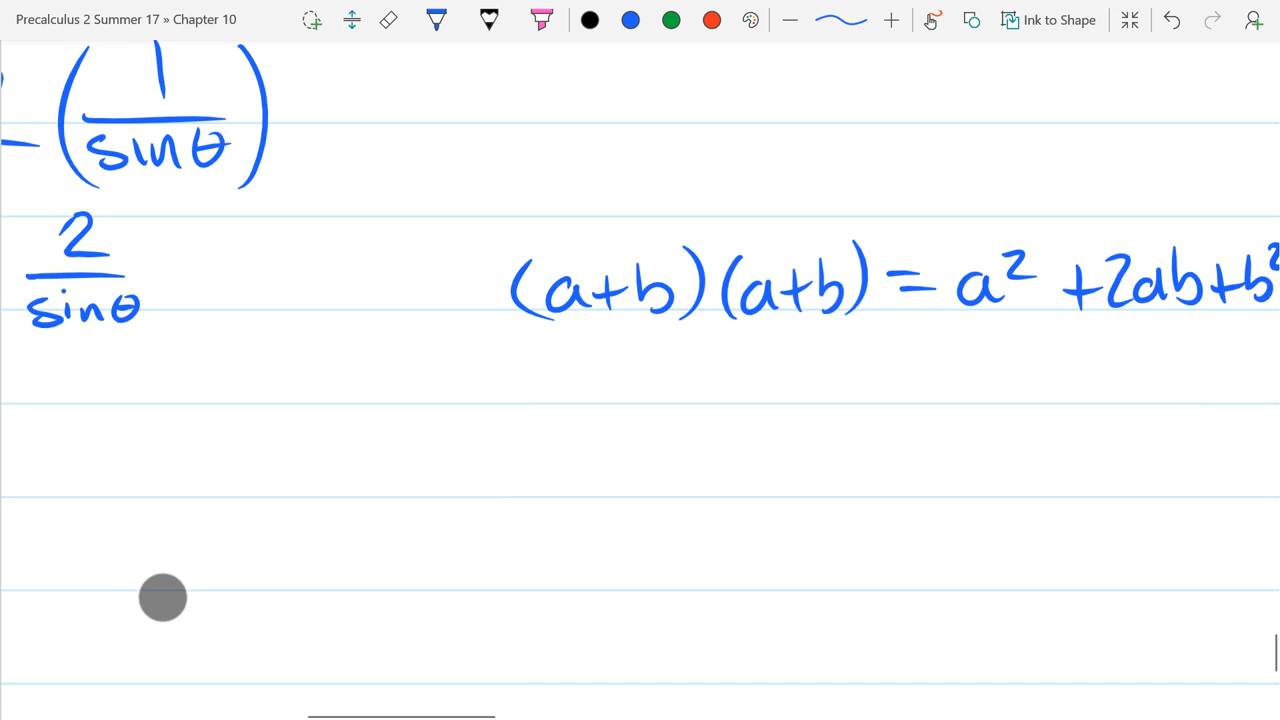 Precalculus 2 Summer 17 » Chapter 10
Ink to Shape
− (1
sinθ)
2
sinθ
(a+b)(a+b) = a² +2ab+b²